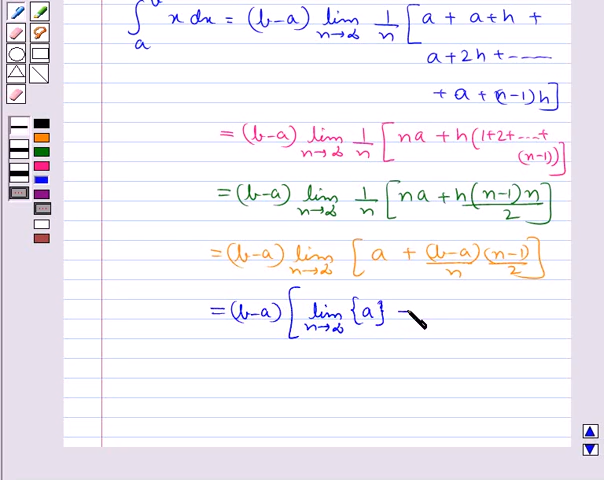 ∫ₐᵇ x dx = (b-a) lim_{n→∞} 1/n [a + a+h +
a+2h + ------
+ a + (n-1)h]
= (b-a) lim_{n→∞} 1/n [na + h(1+2+...+
(n-1))]
= (b-a) lim_{n→∞} 1/n [na + h(n-1)n/2]
= (b-a) lim_{n→∞} [a + (b-a)/n (n-1)/2]
= (b-a) [lim_{n→∞} {a} -